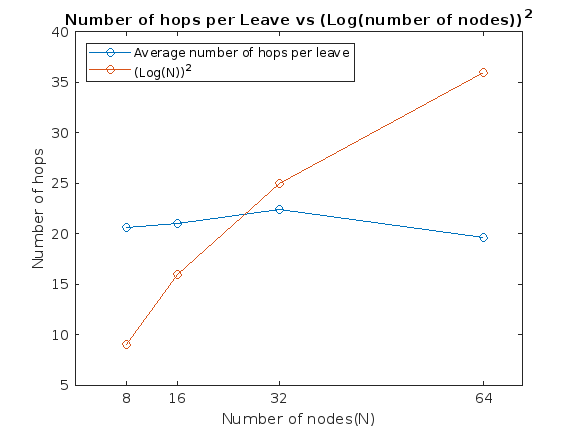 Number of hops per Leave vs (Log(number of nodes))²
Average number of hops per leave
(Log(N))²
40
35
30
25
20
15
10
5
Number of hops
8 16 32 64
Number of nodes(N)